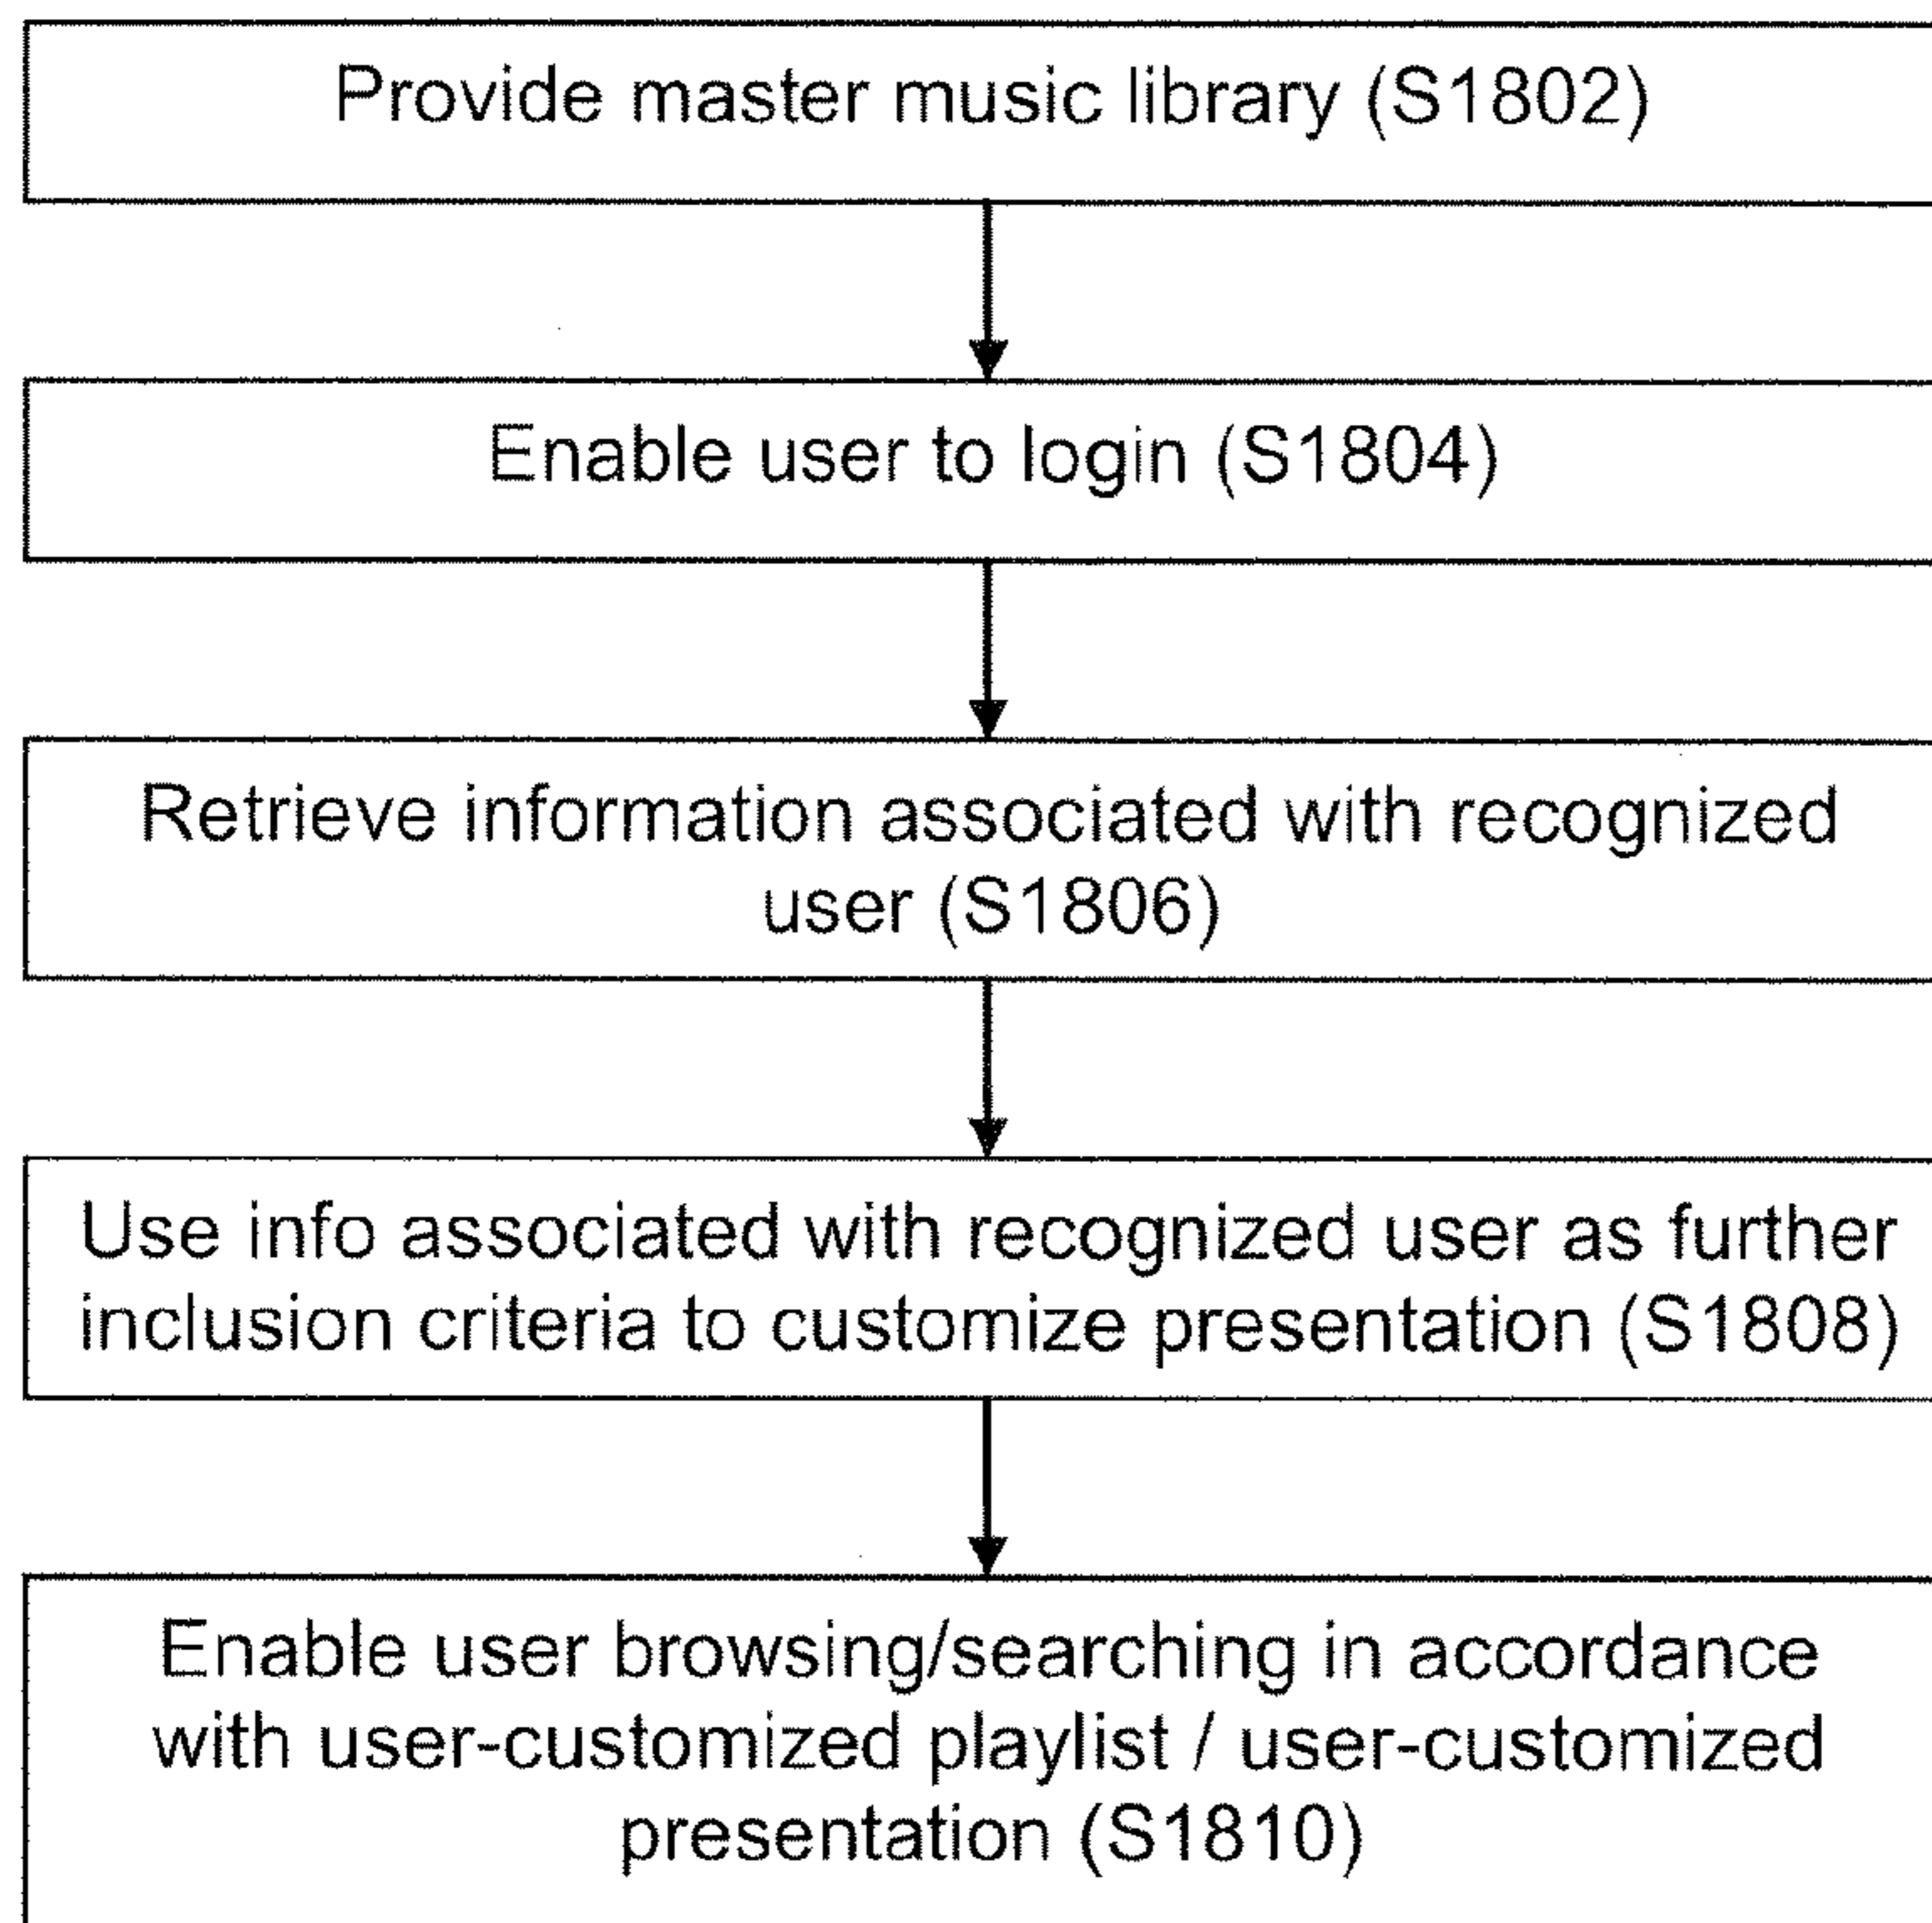 Provide master music library (S1802)
Enable user to login (S1804)
Retrieve information associated with recognized
user (S1806)
Use info associated with recognized user as further
inclusion criteria to customize presentation (S1808)
Enable user browsing/searching in accordance
with user-customized playlist / user-customized
presentation (S1810)